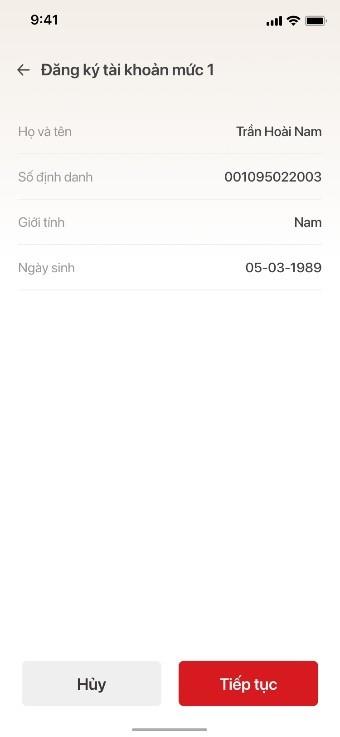 9:41
Đăng ký tài khoản mức 1
Họ và tên Trần Hoài Nam
Số định danh 001095022003
Giới tính Nam
Ngày sinh 05-03-1989
Hủy Tiếp tục